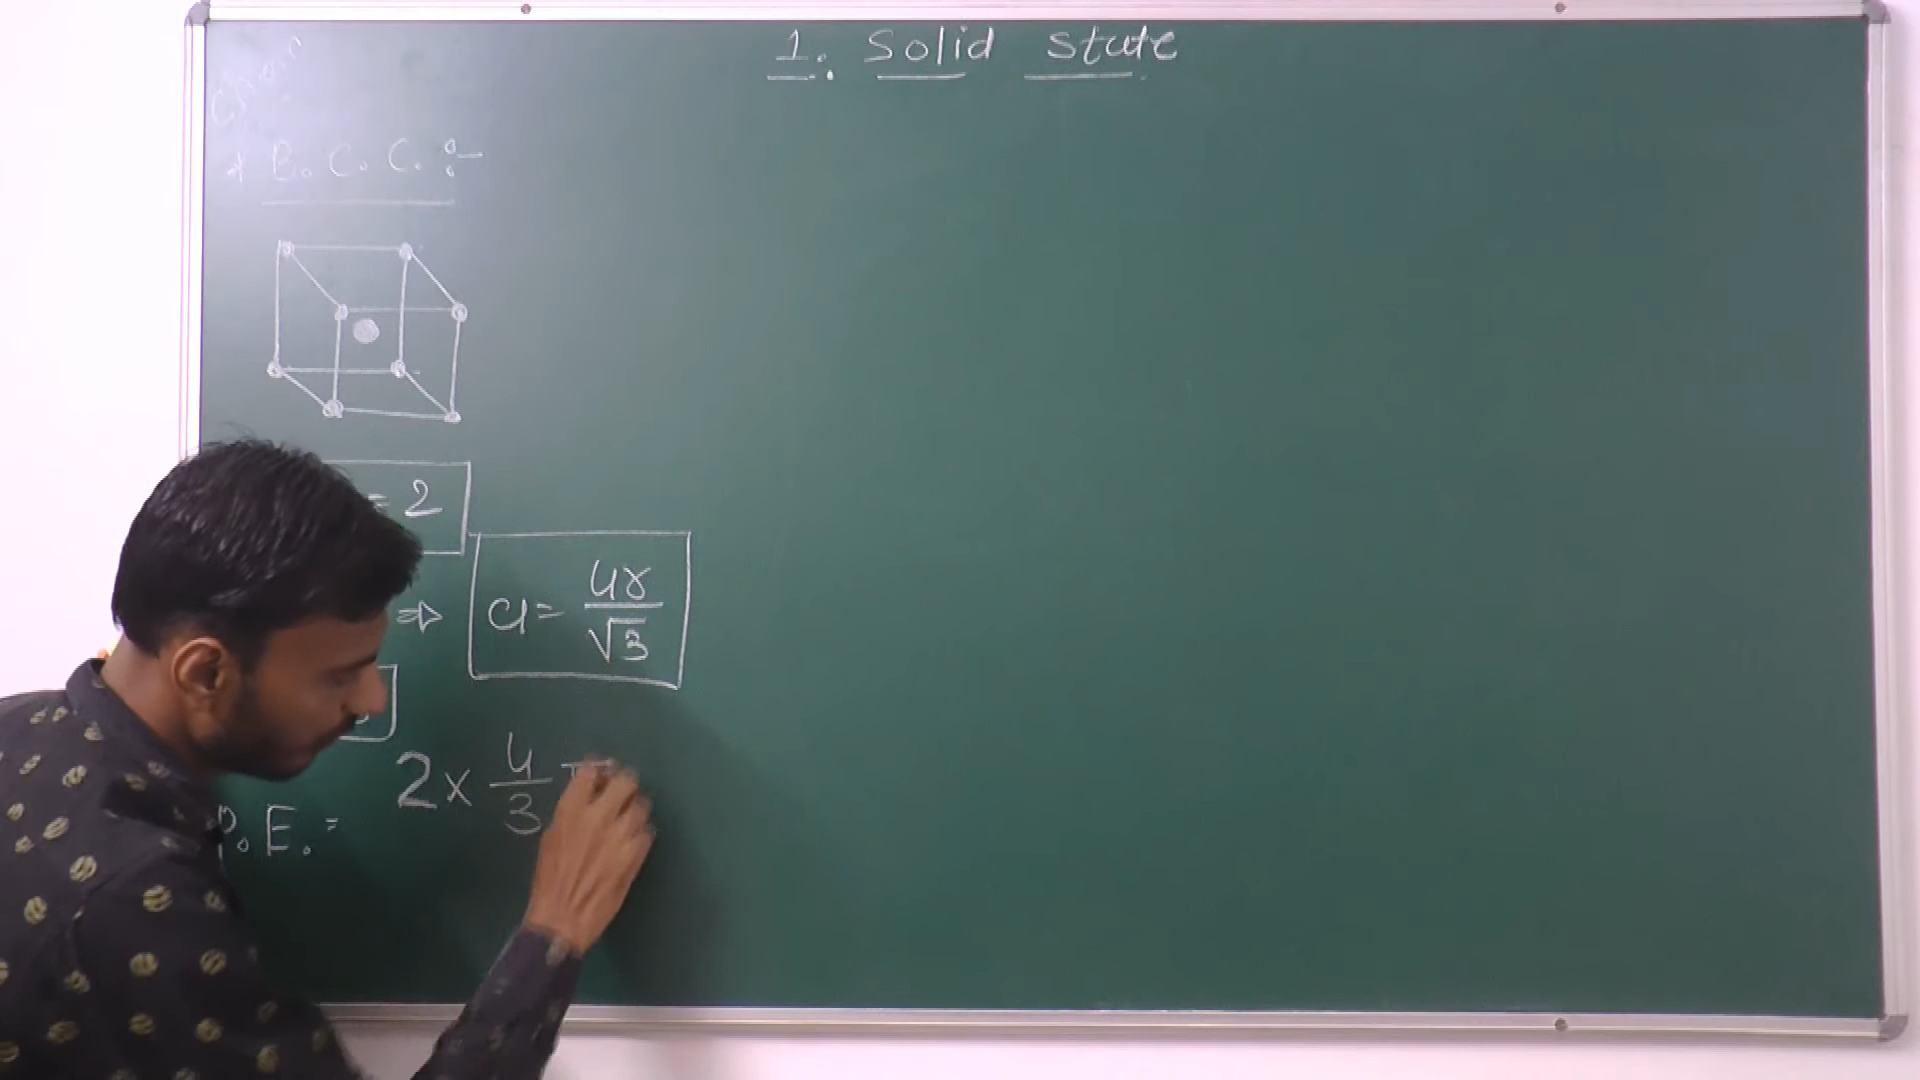 1. Solid state
* B.C.C. :-
= 2
⇒ a = 4r/√3
P.E. = 2 × 4/3 π